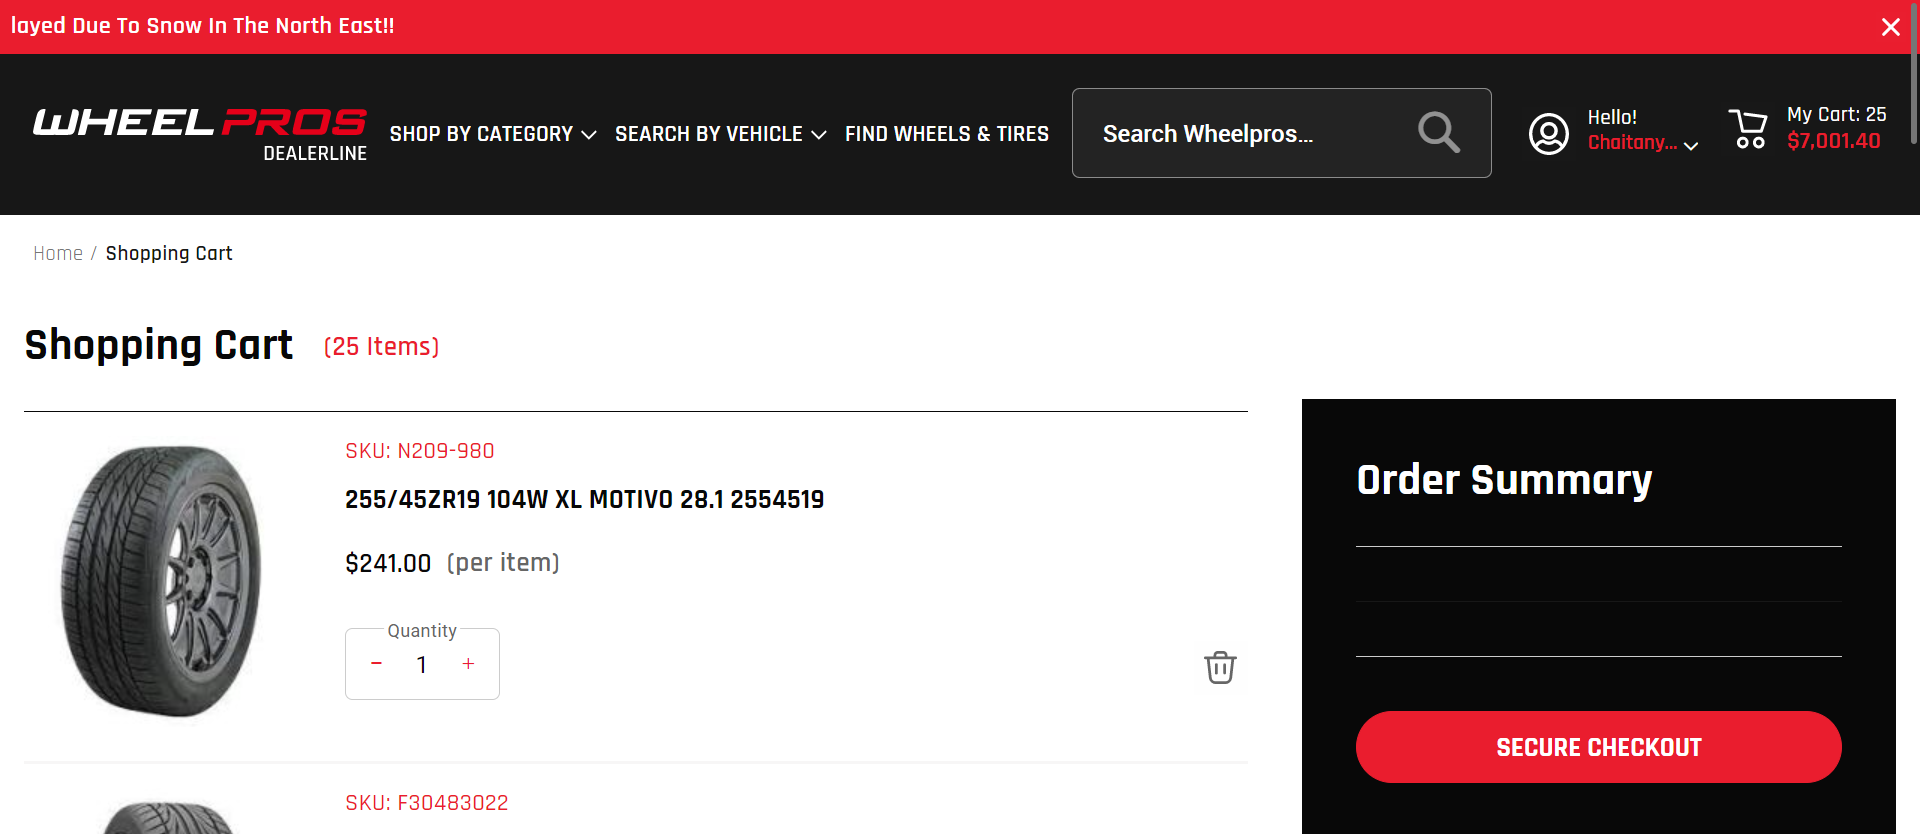 layed Due To Snow In The North East!!
WHEEL PROS
DEALERLINE
SHOP BY CATEGORY
SEARCH BY VEHICLE
FIND WHEELS & TIRES
Search Wheelpros...
Hello!
Chaitany...
My Cart: 25
$7,001.40
Home / Shopping Cart
Shopping Cart (25 Items)
SKU: N209-980
255/45ZR19 104W XL MOTIVO 28.1 2554519
$241.00 (per item)
Quantity
− 1 +
Order Summary
SECURE CHECKOUT
SKU: F30483022